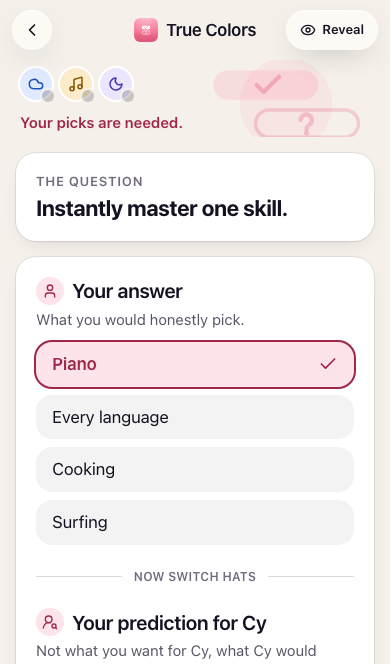 True Colors
Reveal
Your picks are needed.
?
THE QUESTION
Instantly master one skill.
Your answer
What you would honestly pick.
Piano
Every language
Cooking
Surfing
NOW SWITCH HATS
Your prediction for Cy
Not what you want for Cy, what Cy would